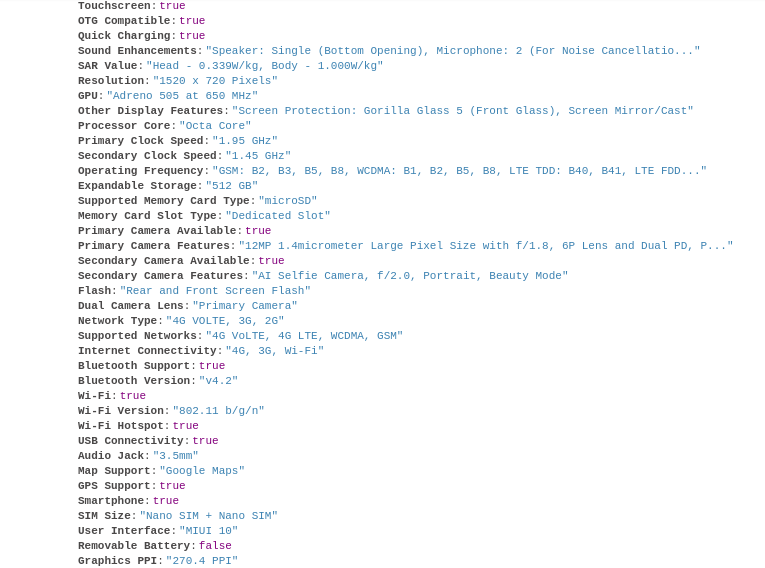 Touchscreen:true
OTG Compatible:true
Quick Charging:true
Sound Enhancements:"Speaker: Single (Bottom Opening), Microphone: 2 (For Noise Cancellatio..."
SAR Value:"Head - 0.339W/kg, Body - 1.000W/kg"
Resolution:"1520 x 720 Pixels"
GPU:"Adreno 505 at 650 MHz"
Other Display Features:"Screen Protection: Gorilla Glass 5 (Front Glass), Screen Mirror/Cast"
Processor Core:"Octa Core"
Primary Clock Speed:"1.95 GHz"
Secondary Clock Speed:"1.45 GHz"
Operating Frequency:"GSM: B2, B3, B5, B8, WCDMA: B1, B2, B5, B8, LTE TDD: B40, B41, LTE FDD..."
Expandable Storage:"512 GB"
Supported Memory Card Type:"microSD"
Memory Card Slot Type:"Dedicated Slot"
Primary Camera Available:true
Primary Camera Features:"12MP 1.4micrometer Large Pixel Size with f/1.8, 6P Lens and Dual PD, P..."
Secondary Camera Available:true
Secondary Camera Features:"AI Selfie Camera, f/2.0, Portrait, Beauty Mode"
Flash:"Rear and Front Screen Flash"
Dual Camera Lens:"Primary Camera"
Network Type:"4G VOLTE, 3G, 2G"
Supported Networks:"4G VoLTE, 4G LTE, WCDMA, GSM"
Internet Connectivity:"4G, 3G, Wi-Fi"
Bluetooth Support:true
Bluetooth Version:"v4.2"
Wi-Fi:true
Wi-Fi Version:"802.11 b/g/n"
Wi-Fi Hotspot:true
USB Connectivity:true
Audio Jack:"3.5mm"
Map Support:"Google Maps"
GPS Support:true
Smartphone:true
SIM Size:"Nano SIM + Nano SIM"
User Interface:"MIUI 10"
Removable Battery:false
Graphics PPI:"270.4 PPI"